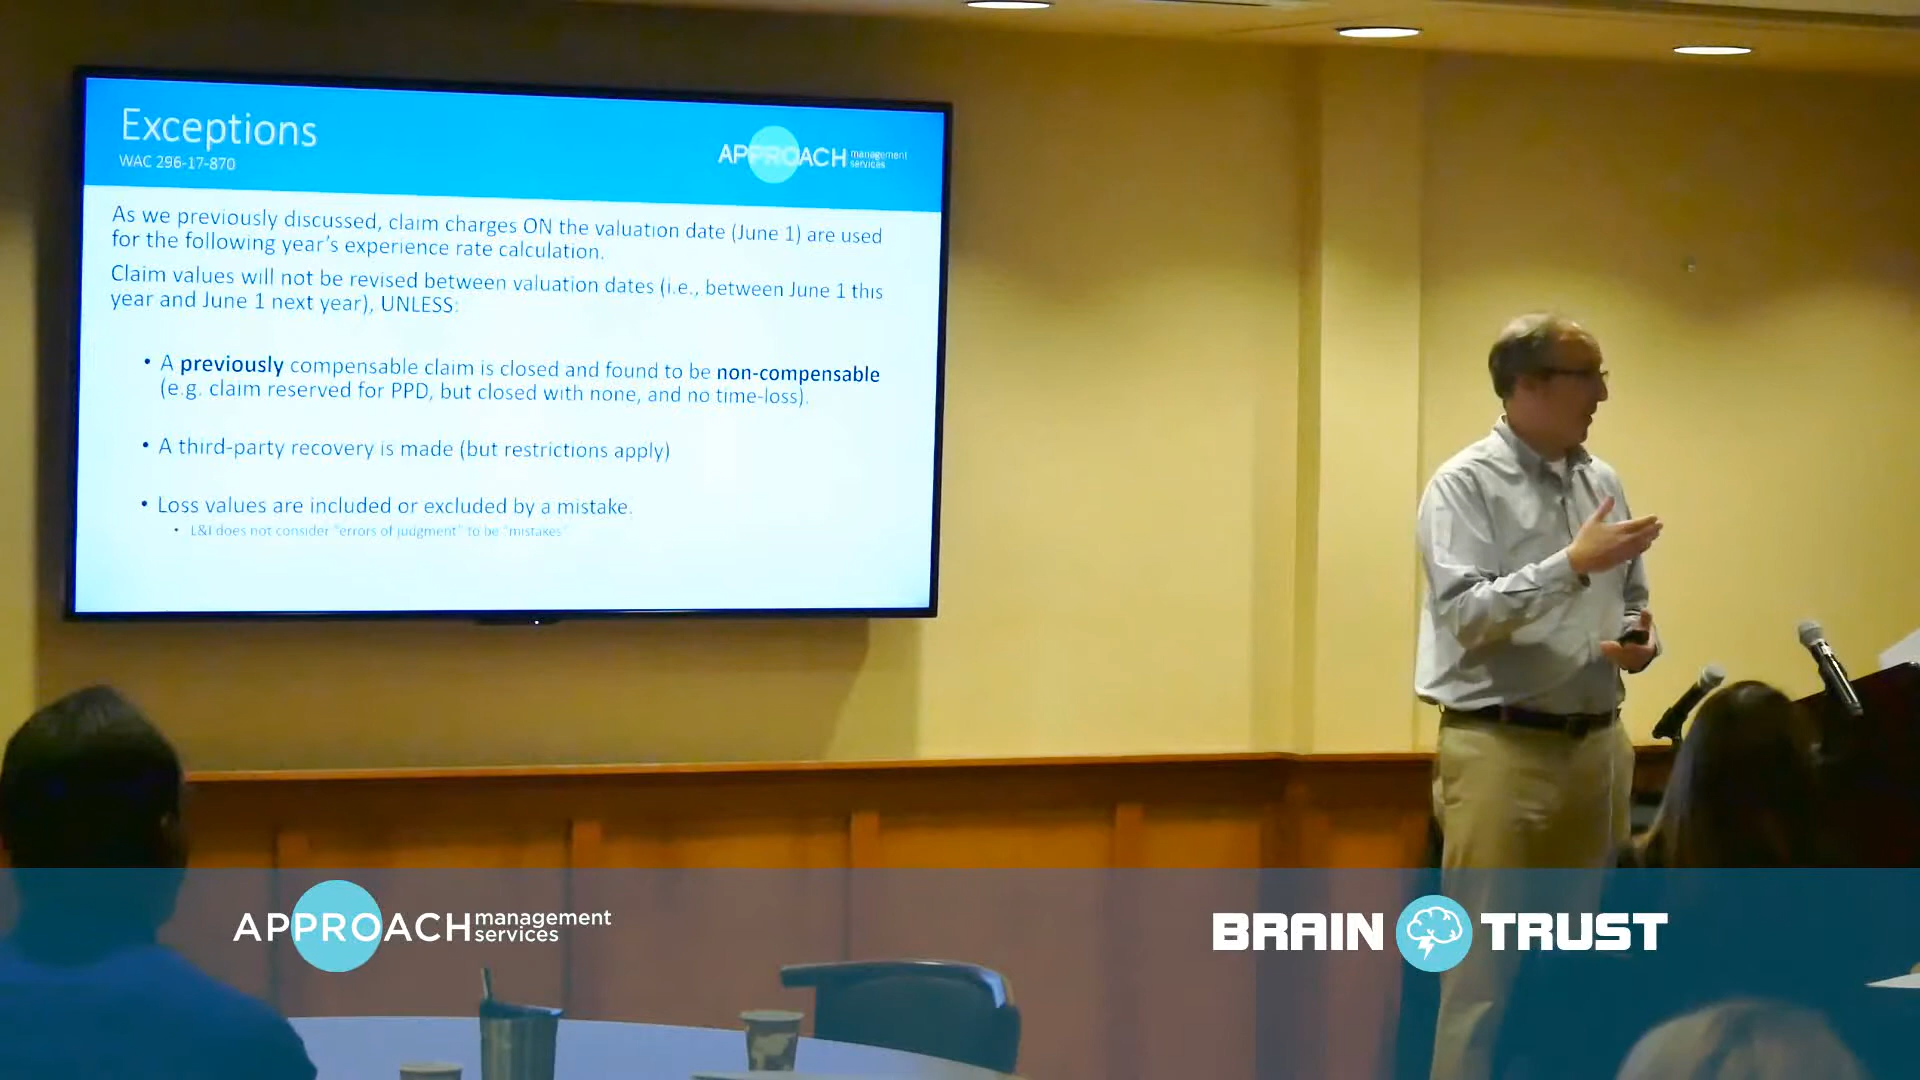 Exceptions
WAC 296-17-870
APPROACH management services
As we previously discussed, claim charges ON the valuation date (June 1) are used
for the following year's experience rate calculation.
Claim values will not be revised between valuation dates (i.e., between June 1 this
year and June 1 next year), UNLESS:
• A previously compensable claim is closed and found to be non-compensable
(e.g. claim reserved for PPD, but closed with none, and no time-loss).
• A third-party recovery is made (but restrictions apply)
• Loss values are included or excluded by a mistake.
• L&I does not consider "errors of judgment" to be "mistakes"
APPROACH management services
BRAIN TRUST